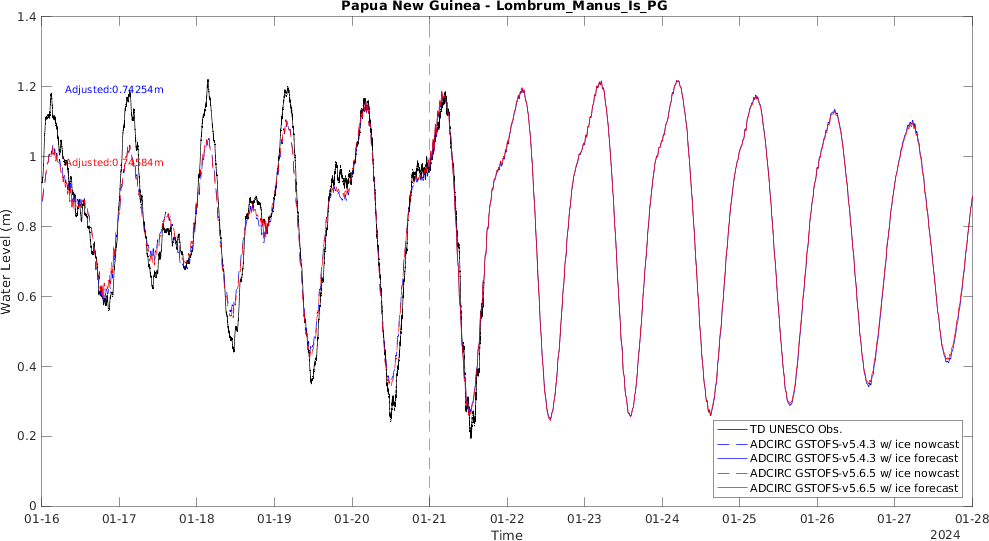 Papua New Guinea - Lombrum_Manus_Is_PG
1.4
1.2
1
0.8
0.6
0.4
0.2
0
Water Level (m)
Adjusted:0.74254m
Adjusted:0.74584m
TD UNESCO Obs.
ADCIRC GSTOFS-v5.4.3 w/ ice nowcast
ADCIRC GSTOFS-v5.4.3 w/ ice forecast
ADCIRC GSTOFS-v5.6.5 w/ ice nowcast
ADCIRC GSTOFS-v5.6.5 w/ ice forecast
01-16 01-17 01-18 01-19 01-20 01-21 01-22 01-23 01-24 01-25 01-26 01-27 01-28
Time
2024